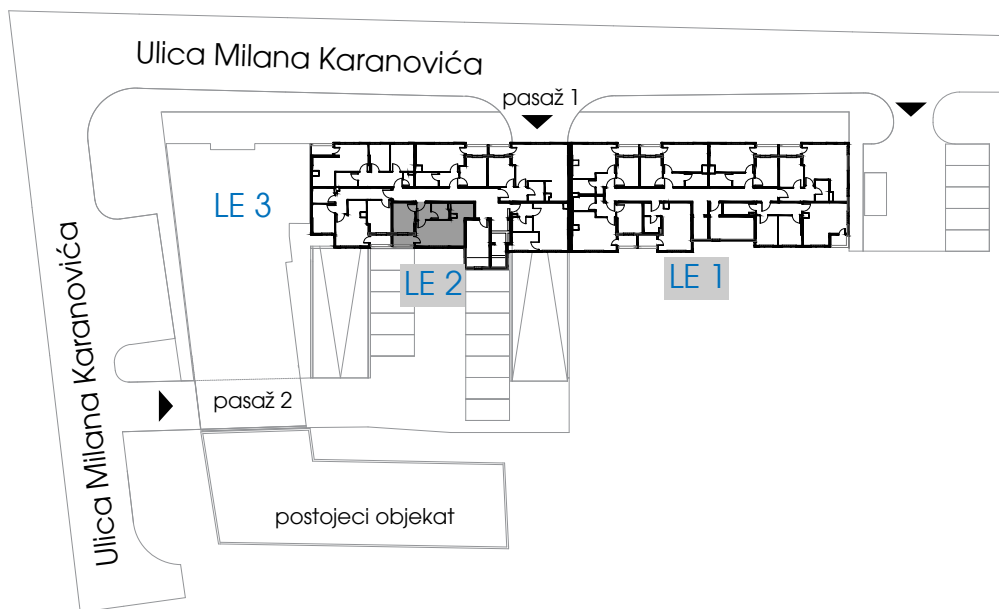 Ulica Milana Karanovića
pasaž 1
LE 3
LE 2
LE 1
Ulica Milana Karanovića
pasaž 2
postojeci objekat